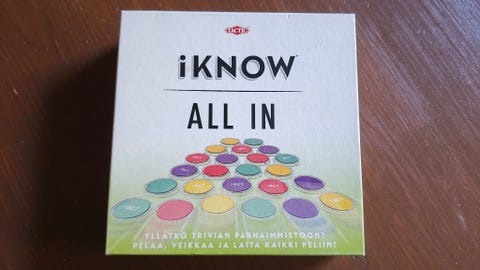 TACTIC
iKNOW
ALL IN
YLLÄTKÖ TRIVIAN PARHAIMMISTOON?
PELAA, VEIKKAA JA LAITA KAIKKI PELIIN!